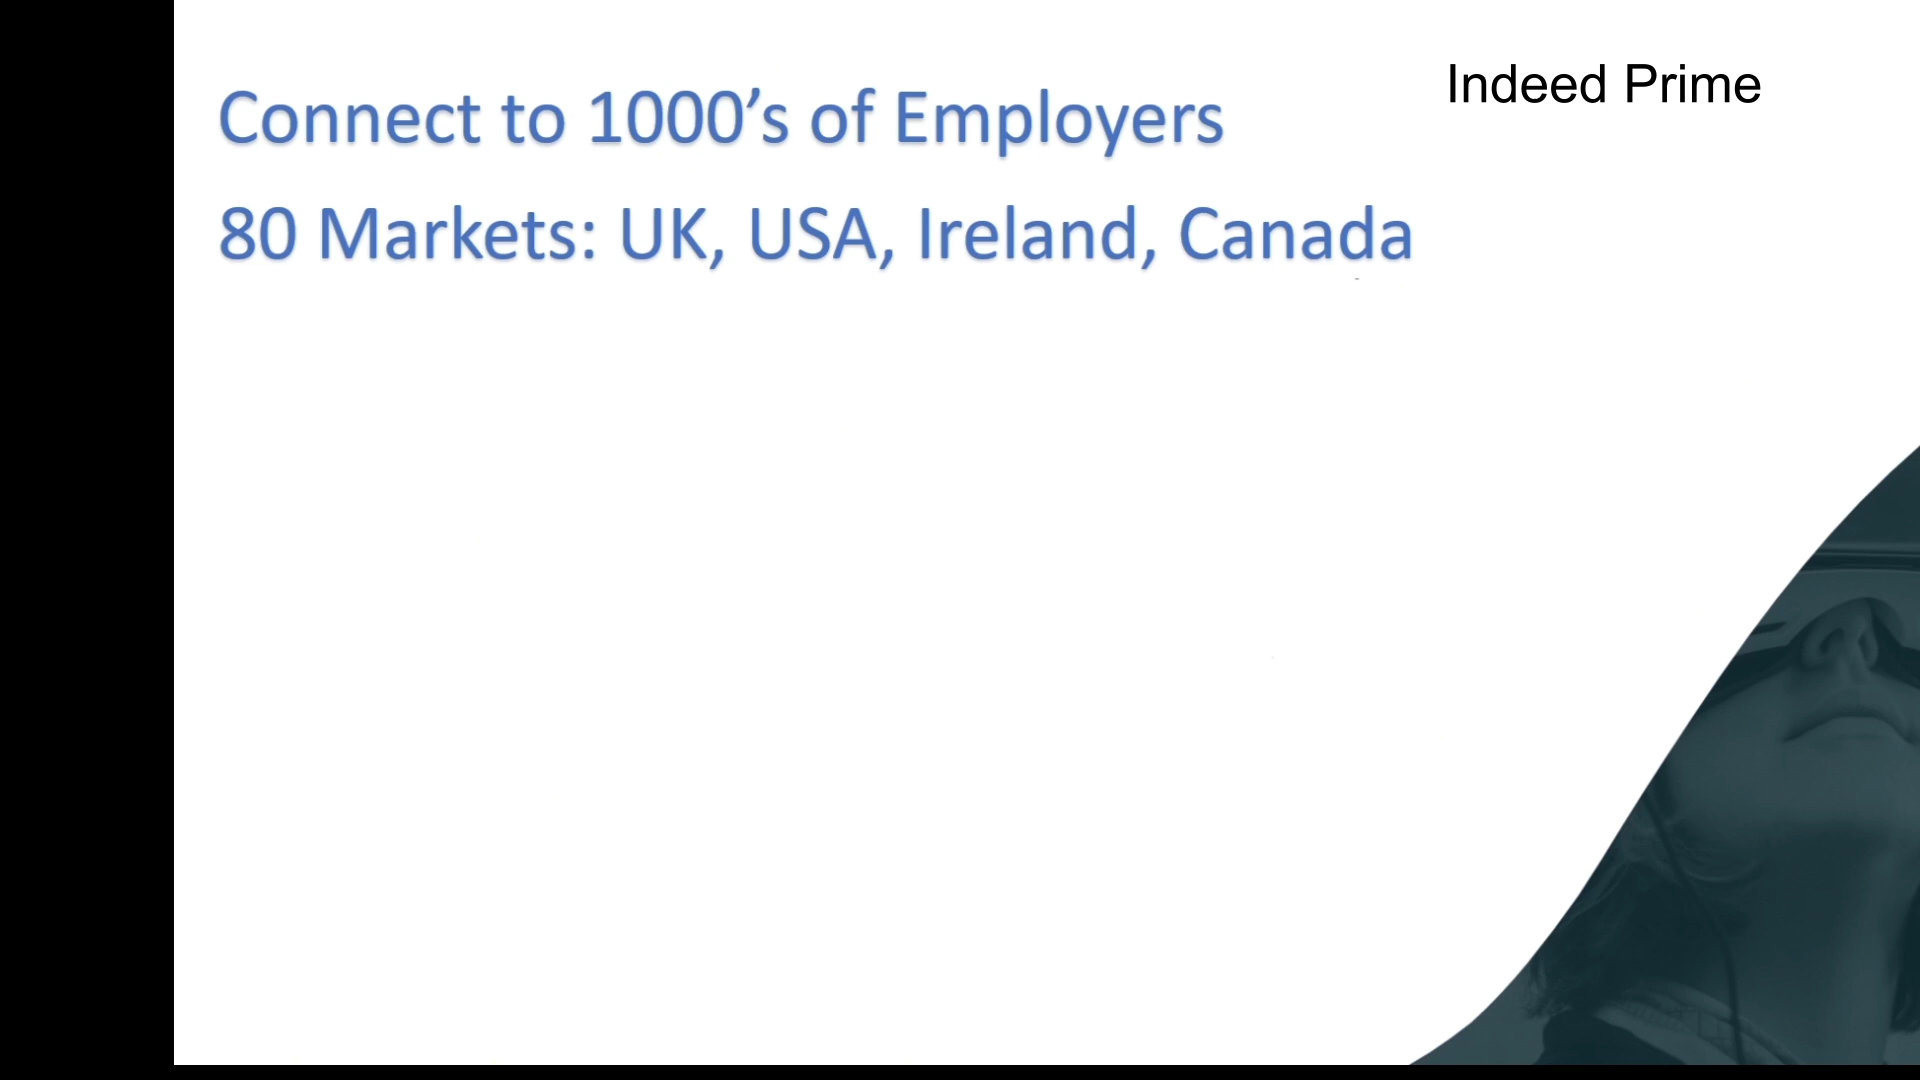 Indeed Prime
Connect to 1000’s of Employers
80 Markets: UK, USA, Ireland, Canada